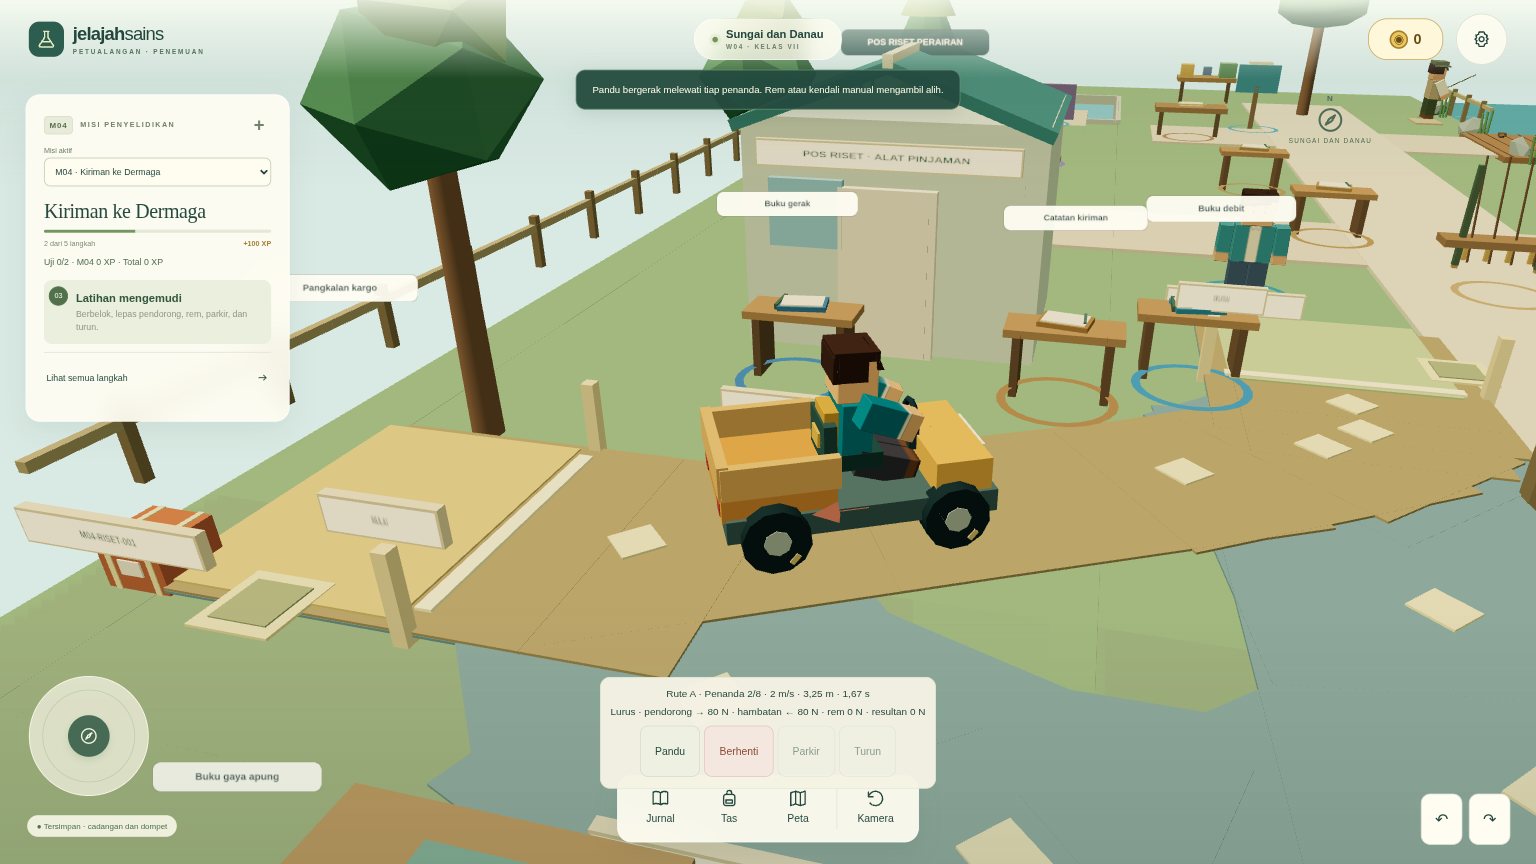 jelajahsains
PETUALANGAN · PENEMUAN
Sungai dan Danau
W04 · KELAS VII
POS RISET PERAIRAN
0
Pandu bergerak melewati tiap penanda. Rem atau kendali manual mengambil alih.
N
SUNGAI DAN DANAU
M04
MISI PENYELIDIKAN
+
Misi aktif
M04 · Kiriman ke Dermaga
Kiriman ke Dermaga
2 dari 5 langkah
+100 XP
Uji 0/2 · M04 0 XP · Total 0 XP
03
Latihan mengemudi
Berbelok, lepas pendorong, rem, parkir, dan
turun.
Lihat semua langkah →
POS RISET · ALAT PINJAMAN
Buku gerak
Catatan kiriman
Buku debit
Pangkalan kargo
M04-RISET-001
Rute A · Penanda 2/8 · 2 m/s · 3,25 m · 1,67 s
Lurus · pendorong → 80 N · hambatan ← 80 N · rem 0 N · resultan 0 N
Pandu
Berhenti
Parkir
Turun
Buku gaya apung
Jurnal
Tas
Peta
Kamera
● Tersimpan · cadangan dan dompet
↶ ↷